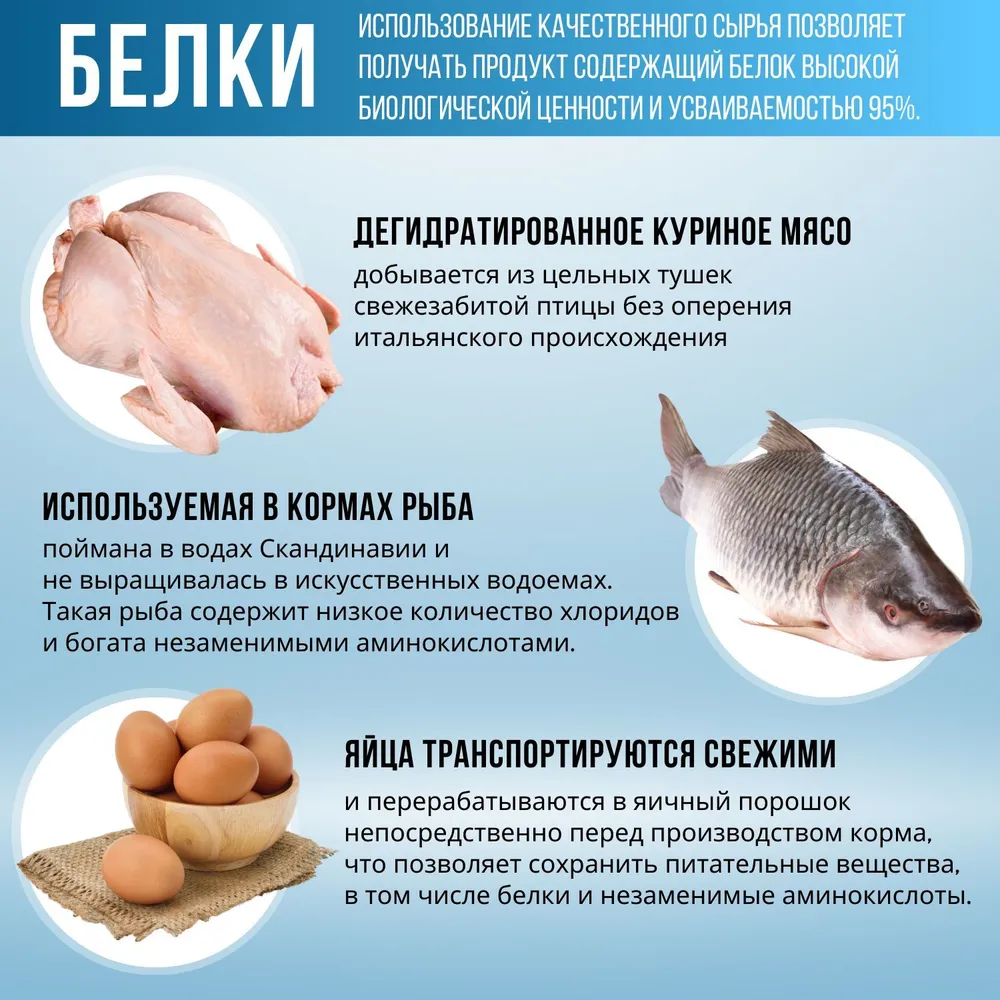 БЕЛКИ
ИСПОЛЬЗОВАНИЕ КАЧЕСТВЕННОГО СЫРЬЯ ПОЗВОЛЯЕТ
ПОЛУЧАТЬ ПРОДУКТ СОДЕРЖАЩИЙ БЕЛОК ВЫСОКОЙ
БИОЛОГИЧЕСКОЙ ЦЕННОСТИ И УСВАИВАЕМОСТЬЮ 95%.
ДЕГИДРАТИРОВАННОЕ КУРИНОЕ МЯСО
добывается из цельных тушек
свежезабитой птицы без оперения
итальянского происхождения
ИСПОЛЬЗУЕМАЯ В КОРМАХ РЫБА
поймана в водах Скандинавии и
не выращивалась в искусственных водоемах.
Такая рыба содержит низкое количество хлоридов
и богата незаменимыми аминокислотами.
ЯЙЦА ТРАНСПОРТИРУЮТСЯ СВЕЖИМИ
и перерабатываются в яичный порошок
непосредственно перед производством корма,
что позволяет сохранить питательные вещества,
в том числе белки и незаменимые аминокислоты.